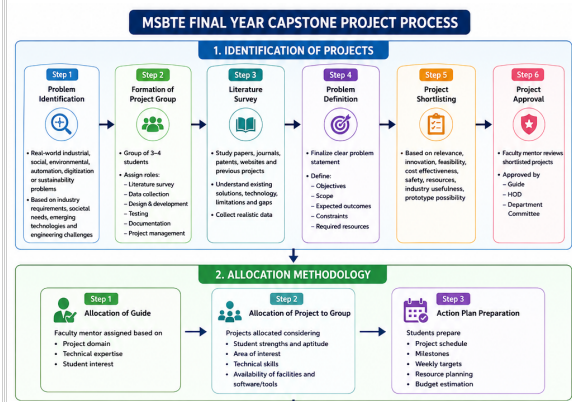 MSBTE FINAL YEAR CAPSTONE PROJECT PROCESS
1. IDENTIFICATION OF PROJECTS
Step 1
Problem
Identification
• Real-world industrial,
social, environmental,
automation, digitization
or sustainability
problems
• Based on industry
requirements, societal
needs, emerging
technologies and
engineering challenges
Step 2
Formation of
Project Group
• Group of 3–4
students
• Assign roles:
– Literature survey
– Data collection
– Design & development
– Testing
– Documentation
– Project management
Step 3
Literature
Survey
• Study papers, journals,
patents, websites and
previous projects
• Understand existing
solutions, technology,
limitations and gaps
• Collect realistic data
Step 4
Problem
Definition
• Finalize clear problem
statement
• Define:
– Objectives
– Scope
– Expected outcomes
– Constraints
– Required resources
Step 5
Project
Shortlisting
• Based on relevance,
innovation, feasibility,
cost effectiveness,
safety, resources,
industry usefulness,
prototype possibility
Step 6
Project
Approval
• Faculty mentor reviews
shortlisted projects
• Approved by
– Guide
– HOD
– Department
Committee
2. ALLOCATION METHODOLOGY
Step 1
Allocation of Guide
Faculty mentor assigned based on
• Project domain
• Technical expertise
• Student interest
Step 2
Allocation of Project to Group
Projects allocated considering
• Student strengths and aptitude
• Area of interest
• Technical skills
• Availability of facilities and
software/tools
Step 3
Action Plan Preparation
Students prepare
• Project schedule
• Milestones
• Weekly targets
• Resource planning
• Budget estimation